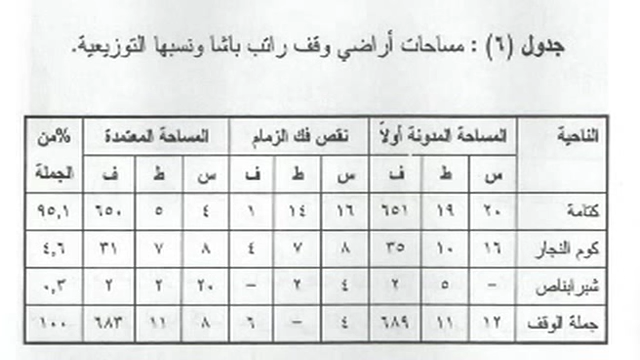 جدول (٦) : مساحات أراضي وقف راتب باشا ونسبها التوزيعية.
الناحية المساحة المدونة أولاً نقص فك الزمام المساحة المعتمدة %من الجملة
س ط ف س ط ف س ط ف
كتامة ٢٠ ١٩ ٦٥١ ١٦ ١٤ ١ ٤ ٥ ٦٥٠ ٩٥,١
كوم النجار ١٦ ١٠ ٣٥ ٨ ٧ ٤ ٨ ٧ ٣١ ٤,٦
شبرابناص - ٥ ٢ ٤ ٢ - ٢٠ ٢ ٢ ٠,٣
جملة الوقف ١٢ ١١ ٦٨٩ ٤ - ٦ ٨ ١١ ٦٨٣ ١٠٠